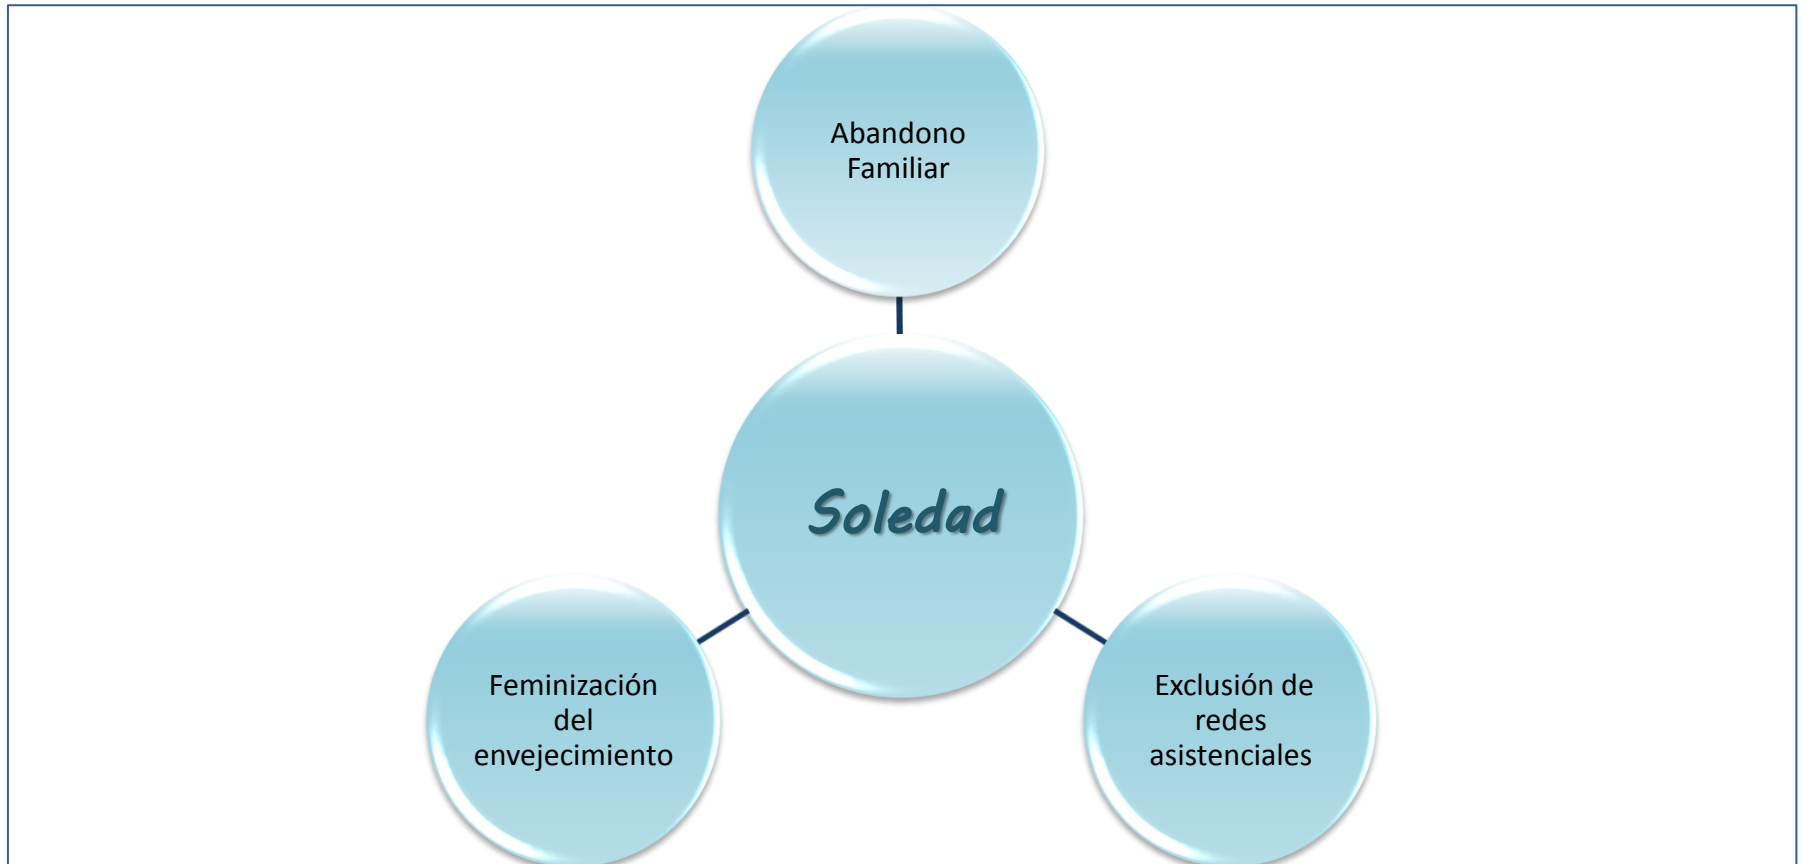 Abandono
Familiar
Soledad
Feminización
del
envejecimiento
Exclusión de
redes
asistenciales